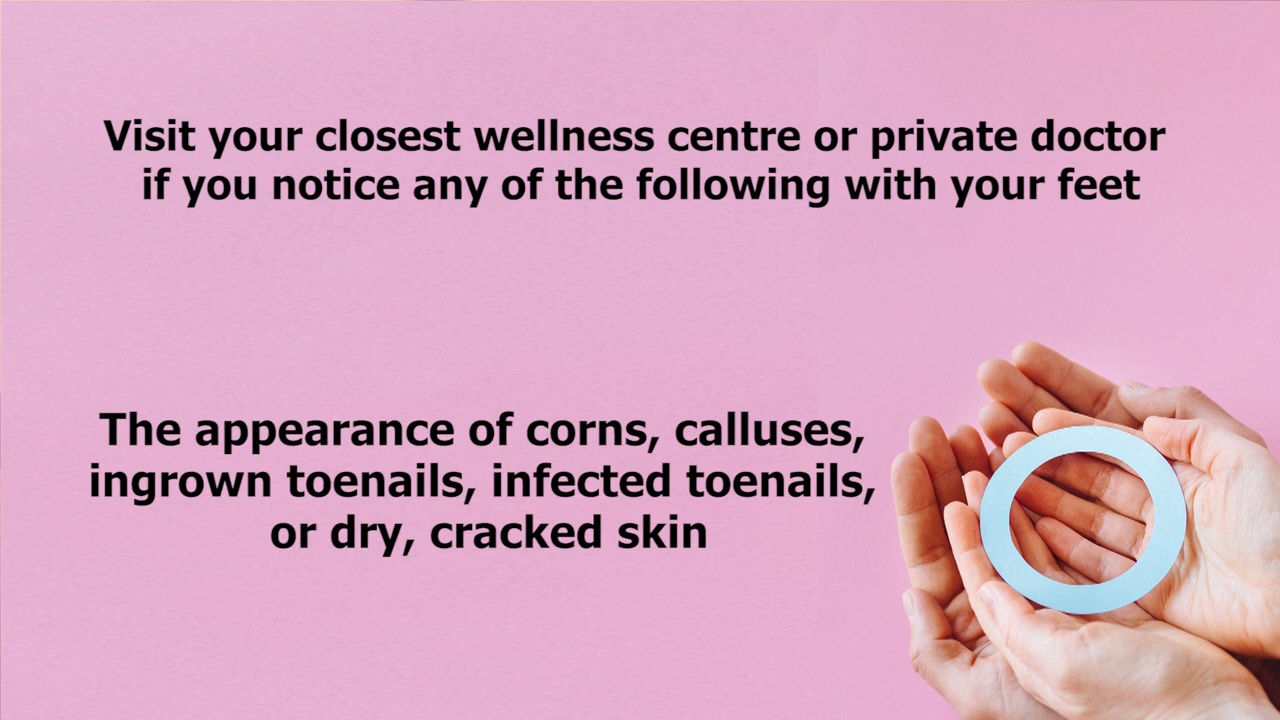 Visit your closest wellness centre or private doctor
if you notice any of the following with your feet
The appearance of corns, calluses,
ingrown toenails, infected toenails,
or dry, cracked skin